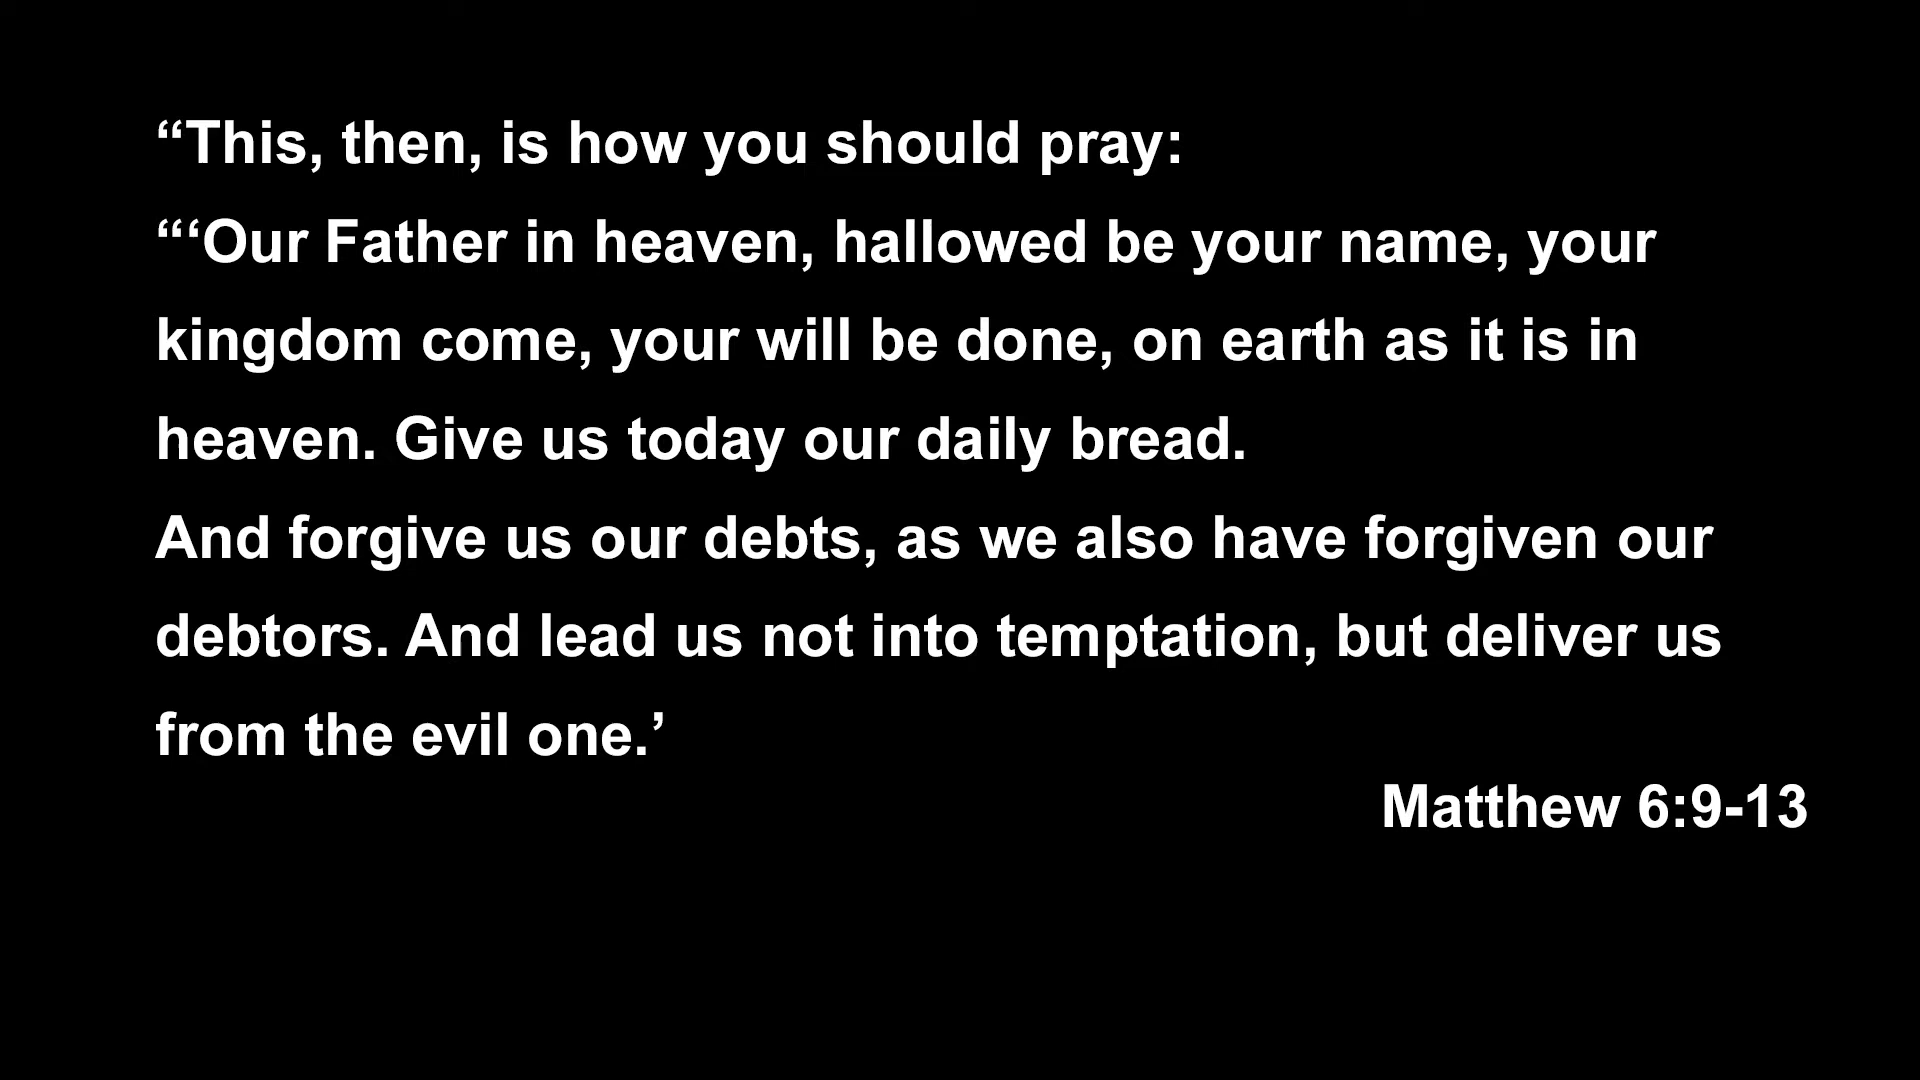 “This, then, is how you should pray:
“‘Our Father in heaven, hallowed be your name, your
kingdom come, your will be done, on earth as it is in
heaven. Give us today our daily bread.
And forgive us our debts, as we also have forgiven our
debtors. And lead us not into temptation, but deliver us
from the evil one.’
Matthew 6:9-13